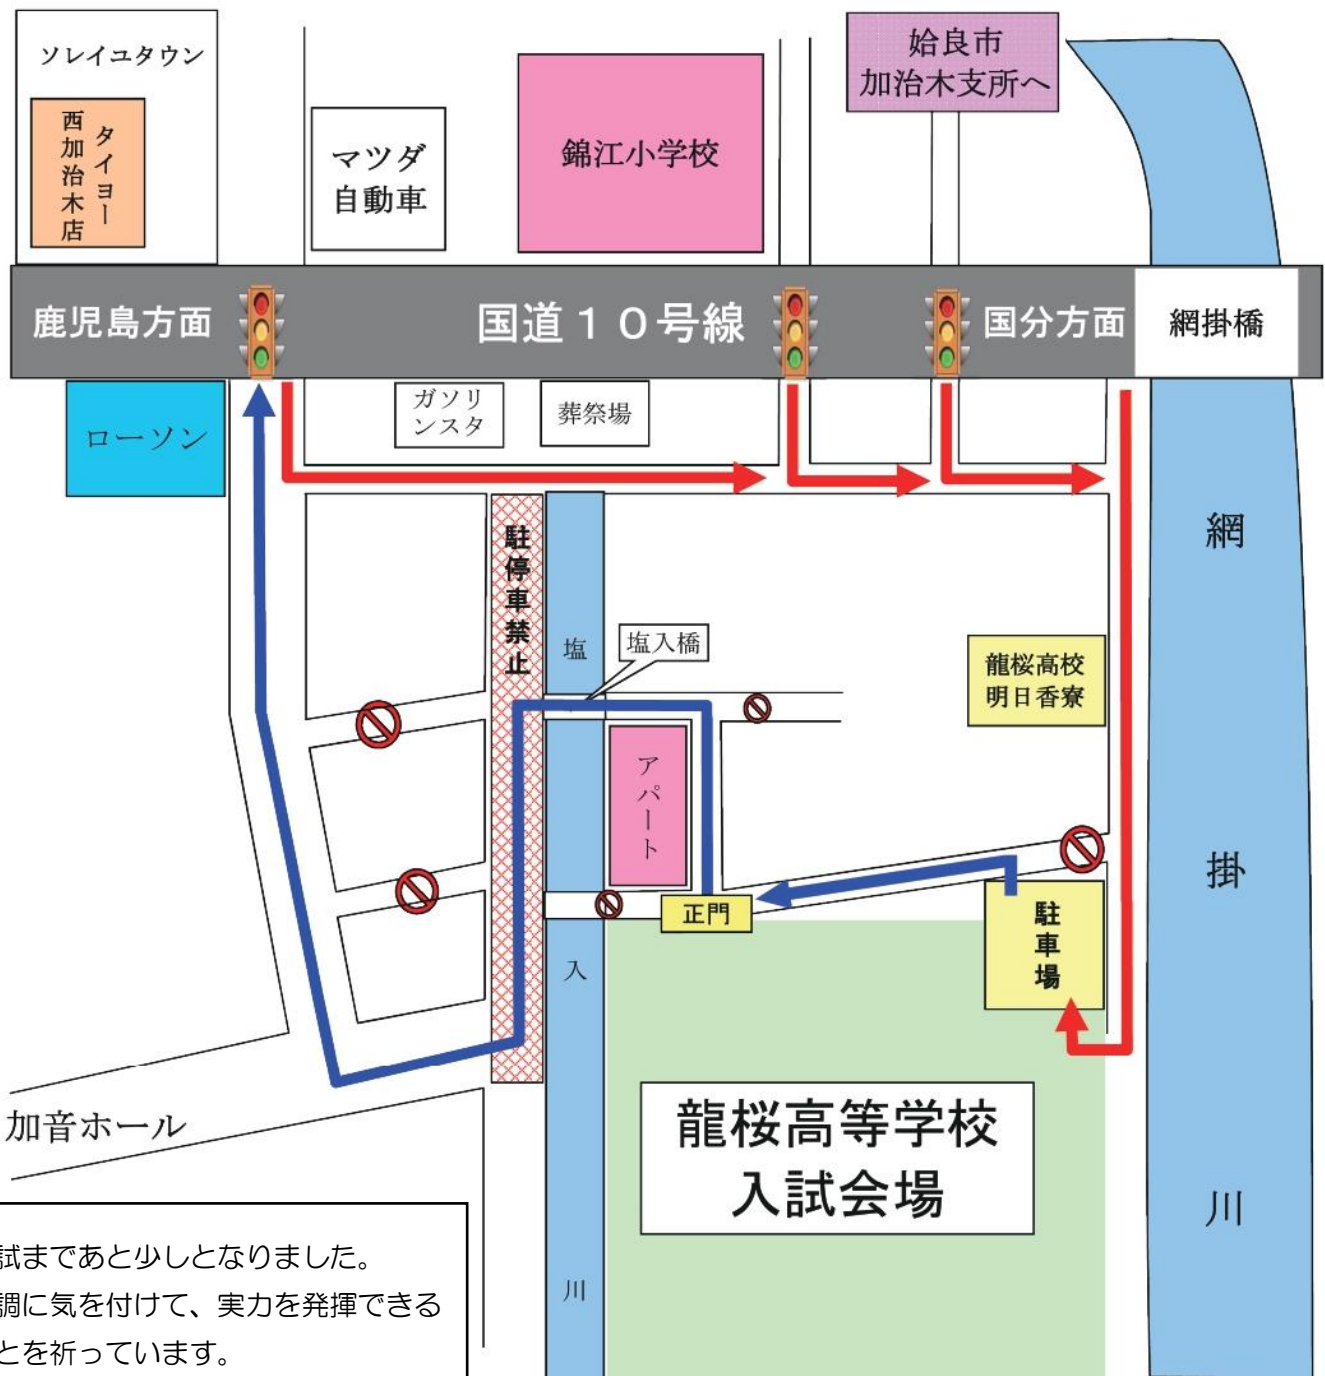 ソレイユタウン
タイヨー
西加治木店
マツダ
自動車
錦江小学校
姶良市
加治木支所へ
鹿児島方面
国道１０号線
国分方面
網掛橋
ローソン
ガソリ
ンスタ
葬祭場
駐停車禁止
塩入橋
塩
入
川
アパート
龍桜高校
明日香寮
正門
駐車場
網
掛
川
加音ホール
龍桜高等学校
入試会場
試まであと少しとなりました。
調に気を付けて、実力を発揮できる
とを祈っています。